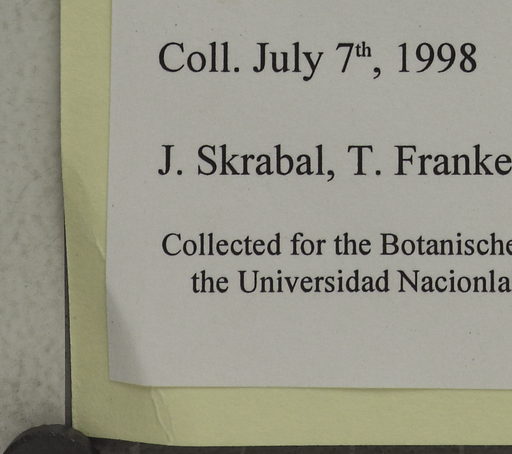 Coll. July 7th, 1998
J. Skrabal, T. Franke
Collected for the Botanische
the Universidad Nacionla